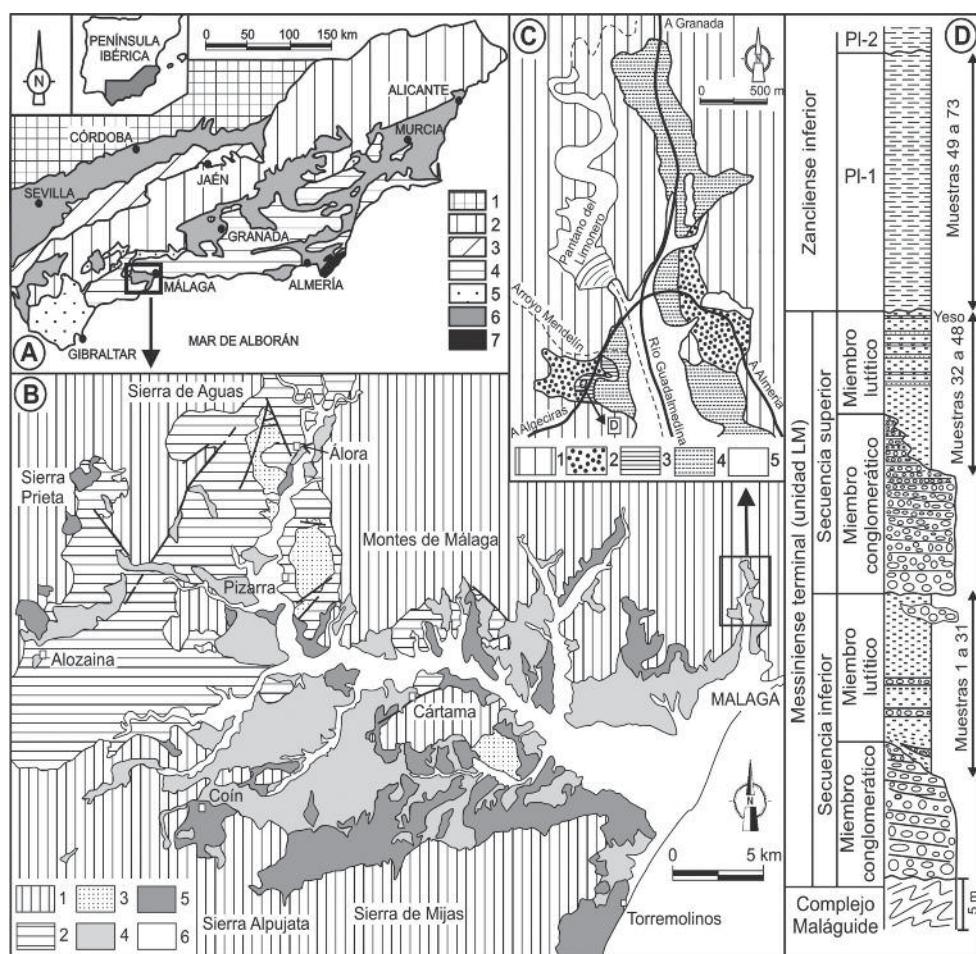 A
N
PENÍNSULA
IBÉRICA
0 50 100 150 km
ALICANTE
MURCIA
CÓRDOBA
JAÉN
SEVILLA
GRANADA
ALMERÍA
MÁLAGA
GIBRALTAR
MAR DE ALBORÁN
1
2
3
4
5
6
7
B
Sierra de Aguas
Álora
Sierra
Prieta
Montes de Málaga
Pizarra
Alozaina
Cártama
MALAGA
Coín
N
0 5 km
Torremolinos
Sierra Alpujata
Sierra de Mijas
1 3 5
2 4 6
C
A Granada
N
0 500 m
Pantano del
Limonero
Arroyo Mendelín
Río Guadalmedina
A Almeria
A Algeciras
D
1 2 3 4 5
D
Pl-2
Zancliense inferior
Pl-1
Muestras 49 a 73
Yeso
Messiniense terminal (unidad LM)
Secuencia superior
Miembro
lutítico
Muestras 32 a 48
Miembro
conglomerático
Secuencia inferior
Miembro
lutítico
Muestras 1 a 31
Miembro
conglomerático
Complejo
Maláguide
5 m